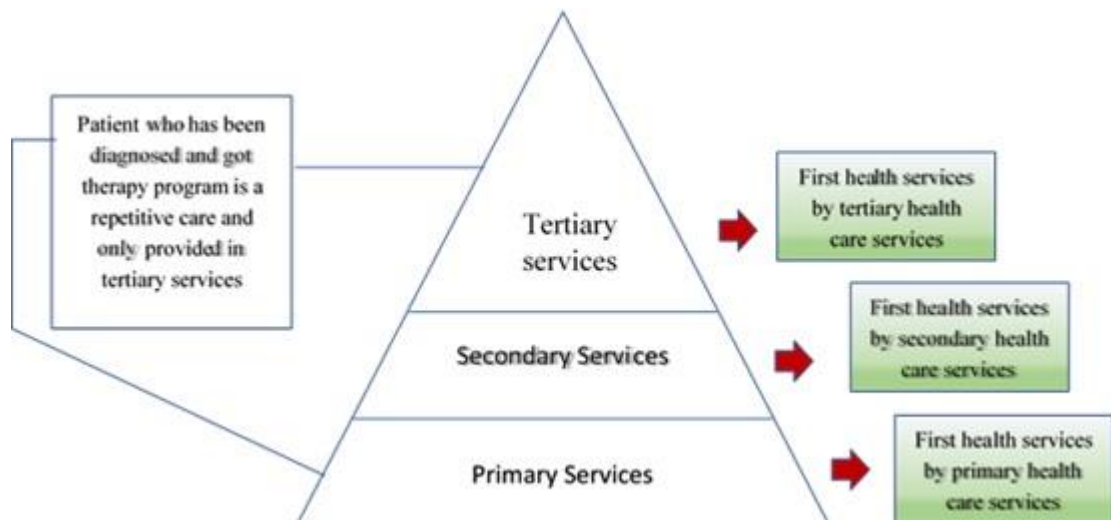 Patient who has been
diagnosed and got
therapy program is a
repetitive care and
only provided in
tertiary services
Tertiary
services
First health services
by tertiary health
care services
Secondary Services
First health services
by secondary health
care services
Primary Services
First health services
by primary health
care services